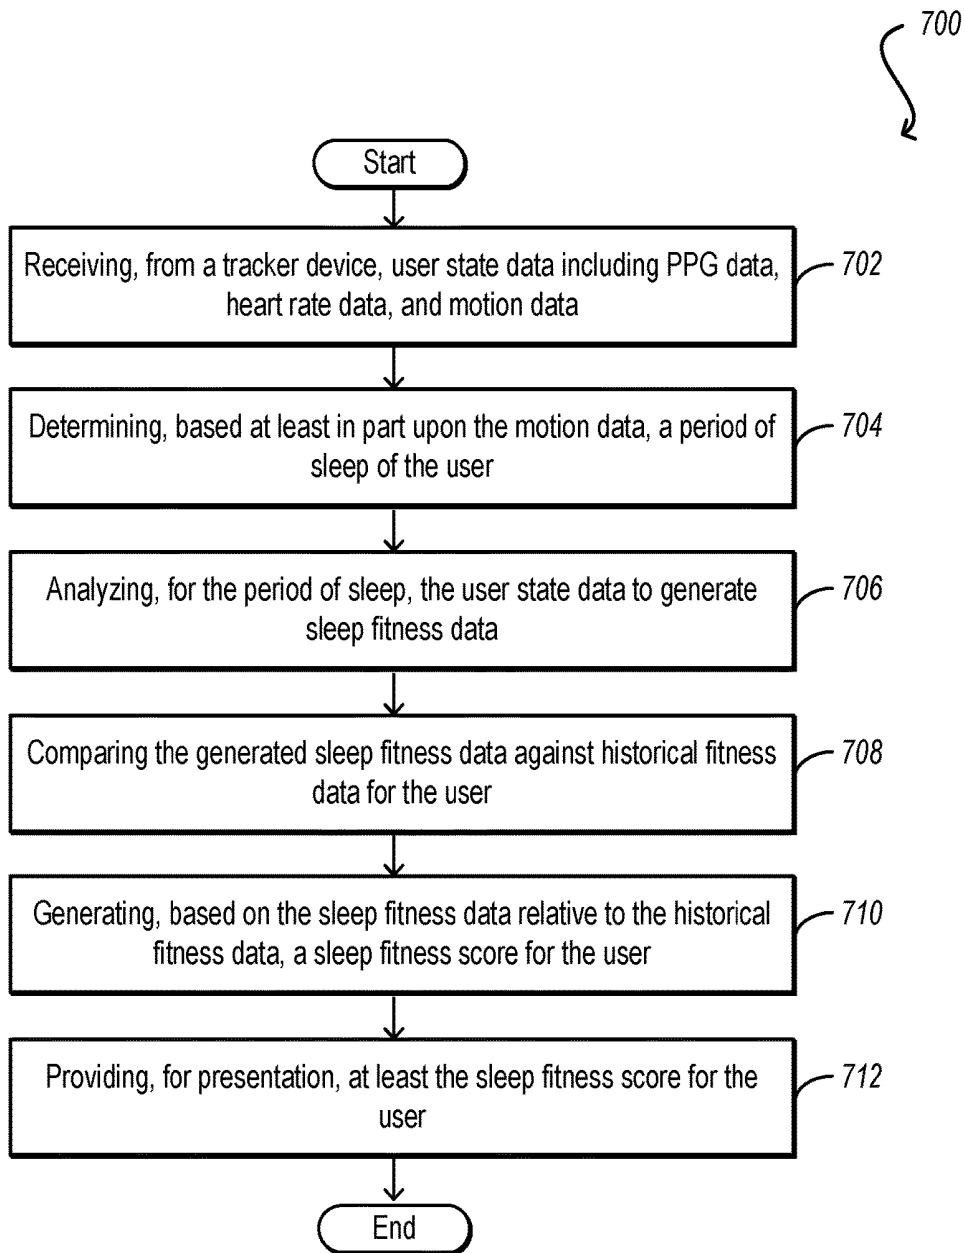 700
Start
Receiving, from a tracker device, user state data including PPG data,
heart rate data, and motion data
702
Determining, based at least in part upon the motion data, a period of
sleep of the user
704
Analyzing, for the period of sleep, the user state data to generate
sleep fitness data
706
Comparing the generated sleep fitness data against historical fitness
data for the user
708
Generating, based on the sleep fitness data relative to the historical
fitness data, a sleep fitness score for the user
710
Providing, for presentation, at least the sleep fitness score for the
user
712
End